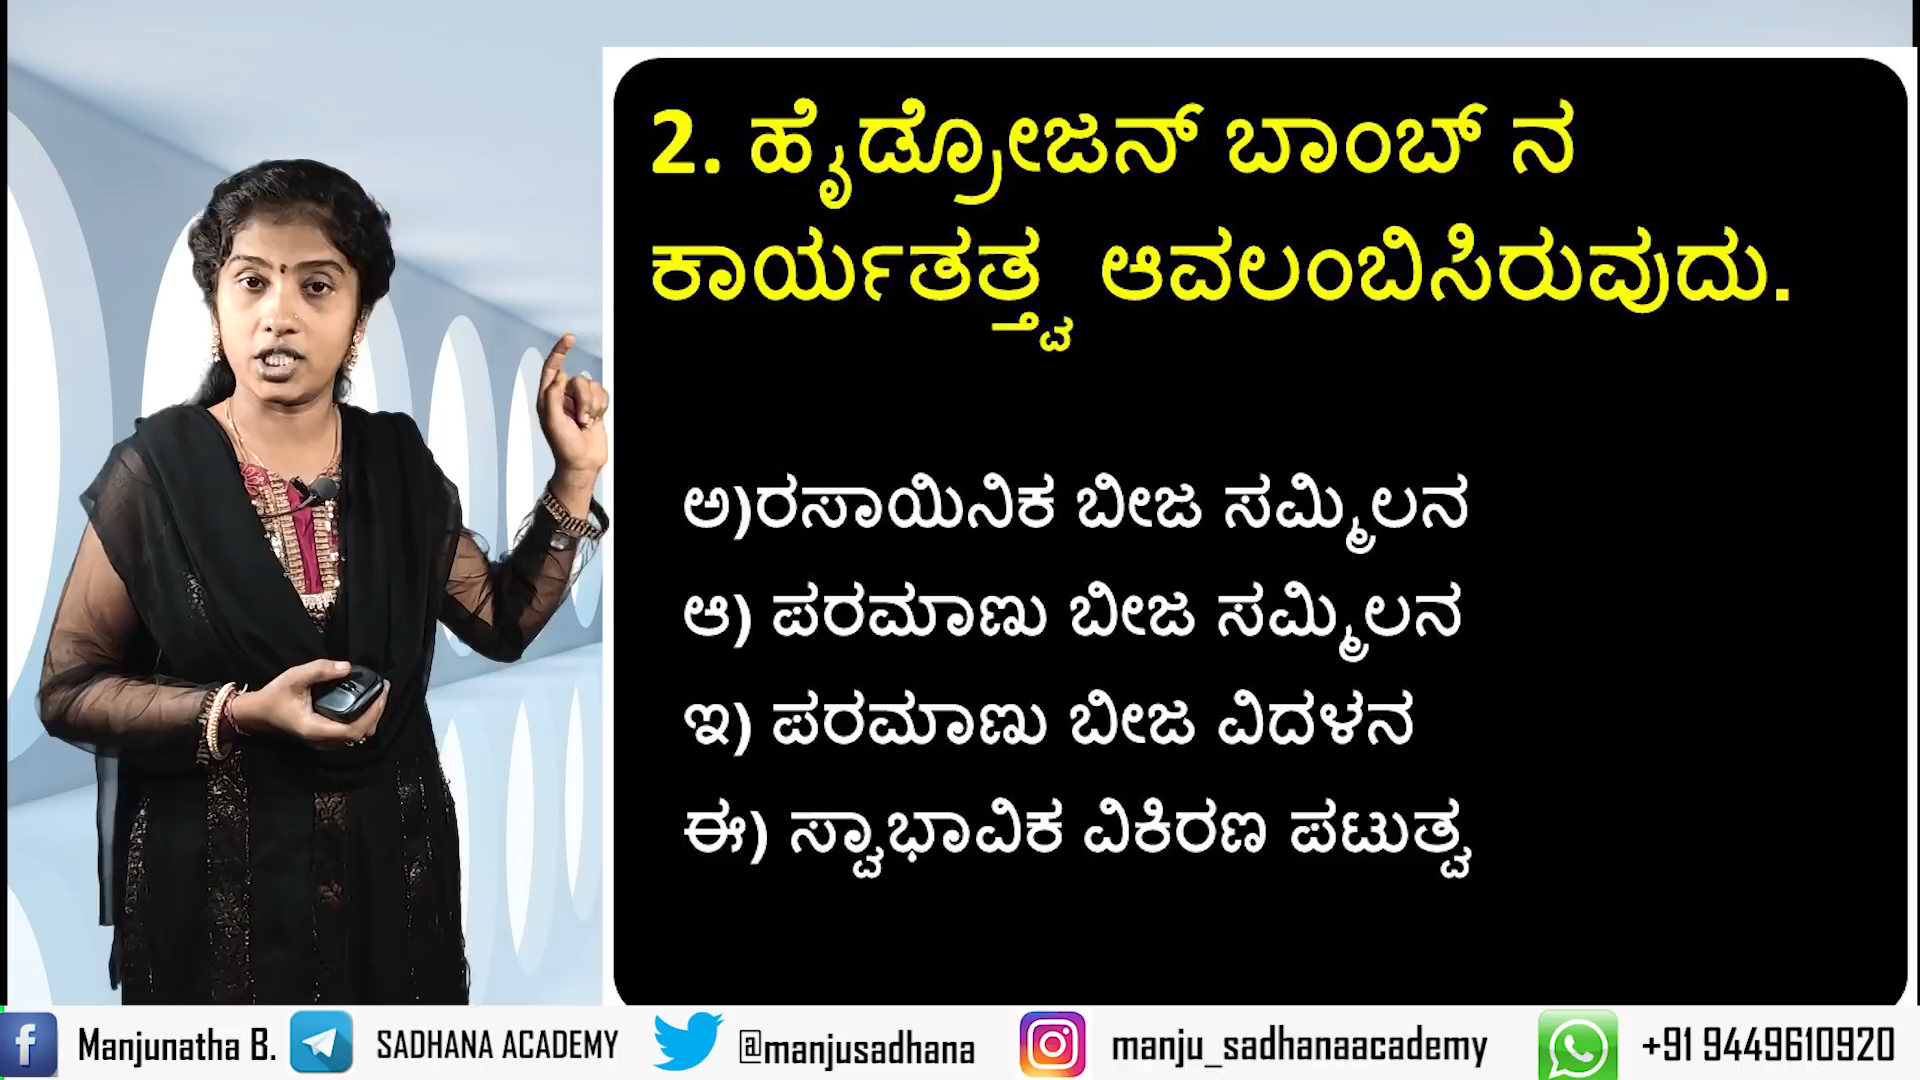 2. ಹೈಡ್ರೋಜನ್ ಬಾಂಬ್ ನ
ಕಾರ್ಯತತ್ತ್ವ ಆವಲಂಬಿಸಿರುವುದು.
ಅ)ರಸಾಯಿನಿಕ ಬೀಜ ಸಮ್ಮಿಲನ
ಆ) ಪರಮಾಣು ಬೀಜ ಸಮ್ಮಿಲನ
ಇ) ಪರಮಾಣು ಬೀಜ ವಿದಳನ
ಈ) ಸ್ವಾಭಾವಿಕ ವಿಕಿರಣ ಪಟುತ್ವ
Manjunatha B. SADHANA ACADEMY @manjusadhana manju_sadhanaacademy +91 9449610920